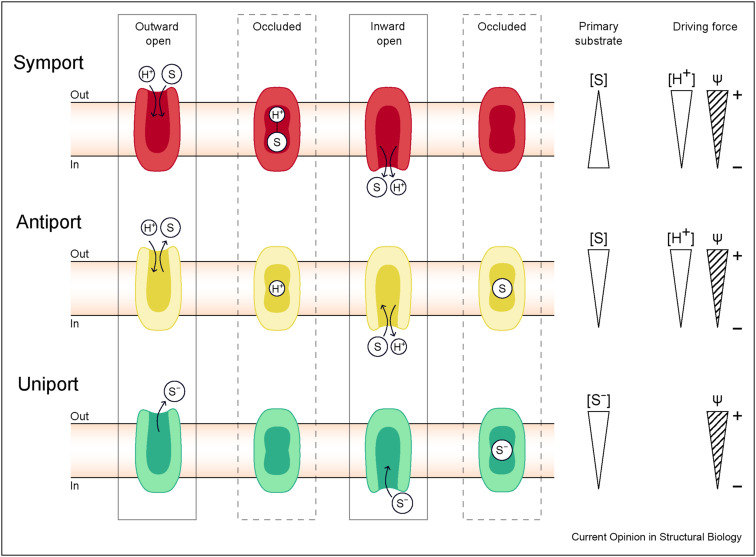 Outward open
Occluded
Inward open
Occluded
Primary substrate
Driving force
Symport
H⁺ S
[S]
[H⁺]
Ψ
Out
+
H⁺
S
In
S H⁺
–
Antiport
H⁺ S
[S]
[H⁺]
Ψ
Out
+
H⁺
S
In
S H⁺
–
Uniport
S⁻
[S⁻]
Ψ
Out
+
S⁻
In
S⁻
–
Current Opinion in Structural Biology